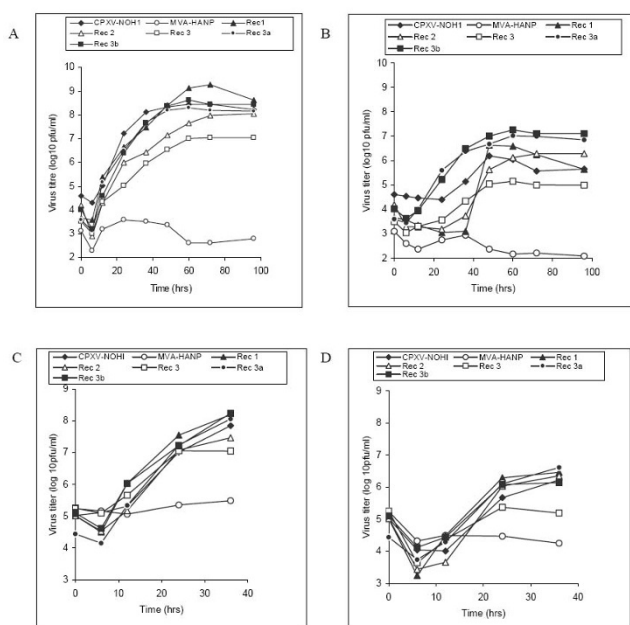 A
CPXV-NOH1 MVA-HANP Rec1
Rec 2 Rec 3 Rec 3a
Rec 3b
Virus titre (log10 pfu/ml)
10
9
8
7
6
5
4
3
2
0 20 40 60 80 100
Time (hrs)
B
CPXV-NOH1 MVA-HANP Rec 1
Rec 2 Rec 3 Rec 3a
Rec 3b
Virus titer (log10 pfu/ml)
10
9
8
7
6
5
4
3
2
0 20 40 60 80 100
Time (hrs)
C
CPXV-NOHI MVA-HANP Rec 1
Rec 2 Rec 3 Rec 3a
Rec 3b
Virus titer (log 10pfu/ml)
9
8
7
6
5
4
3
0 10 20 30 40
Time (hrs)
D
CPXV-NOHI MVA-HANP Rec 1
Rec 2 Rec 3 Rec 3a
Rec 3b
Virus titer (log 10pfu/ml)
9
8
7
6
5
4
3
0 10 20 30 40
Time (hrs)